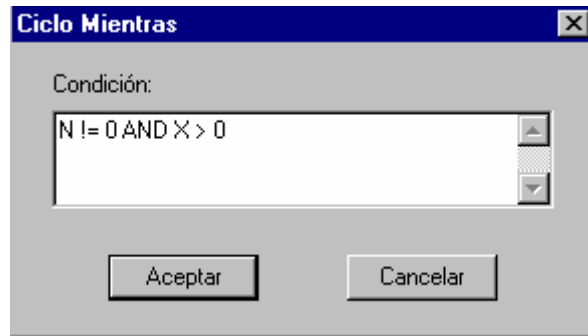 Ciclo Mientras
Condición:
N != 0 AND X > 0
Aceptar
Cancelar